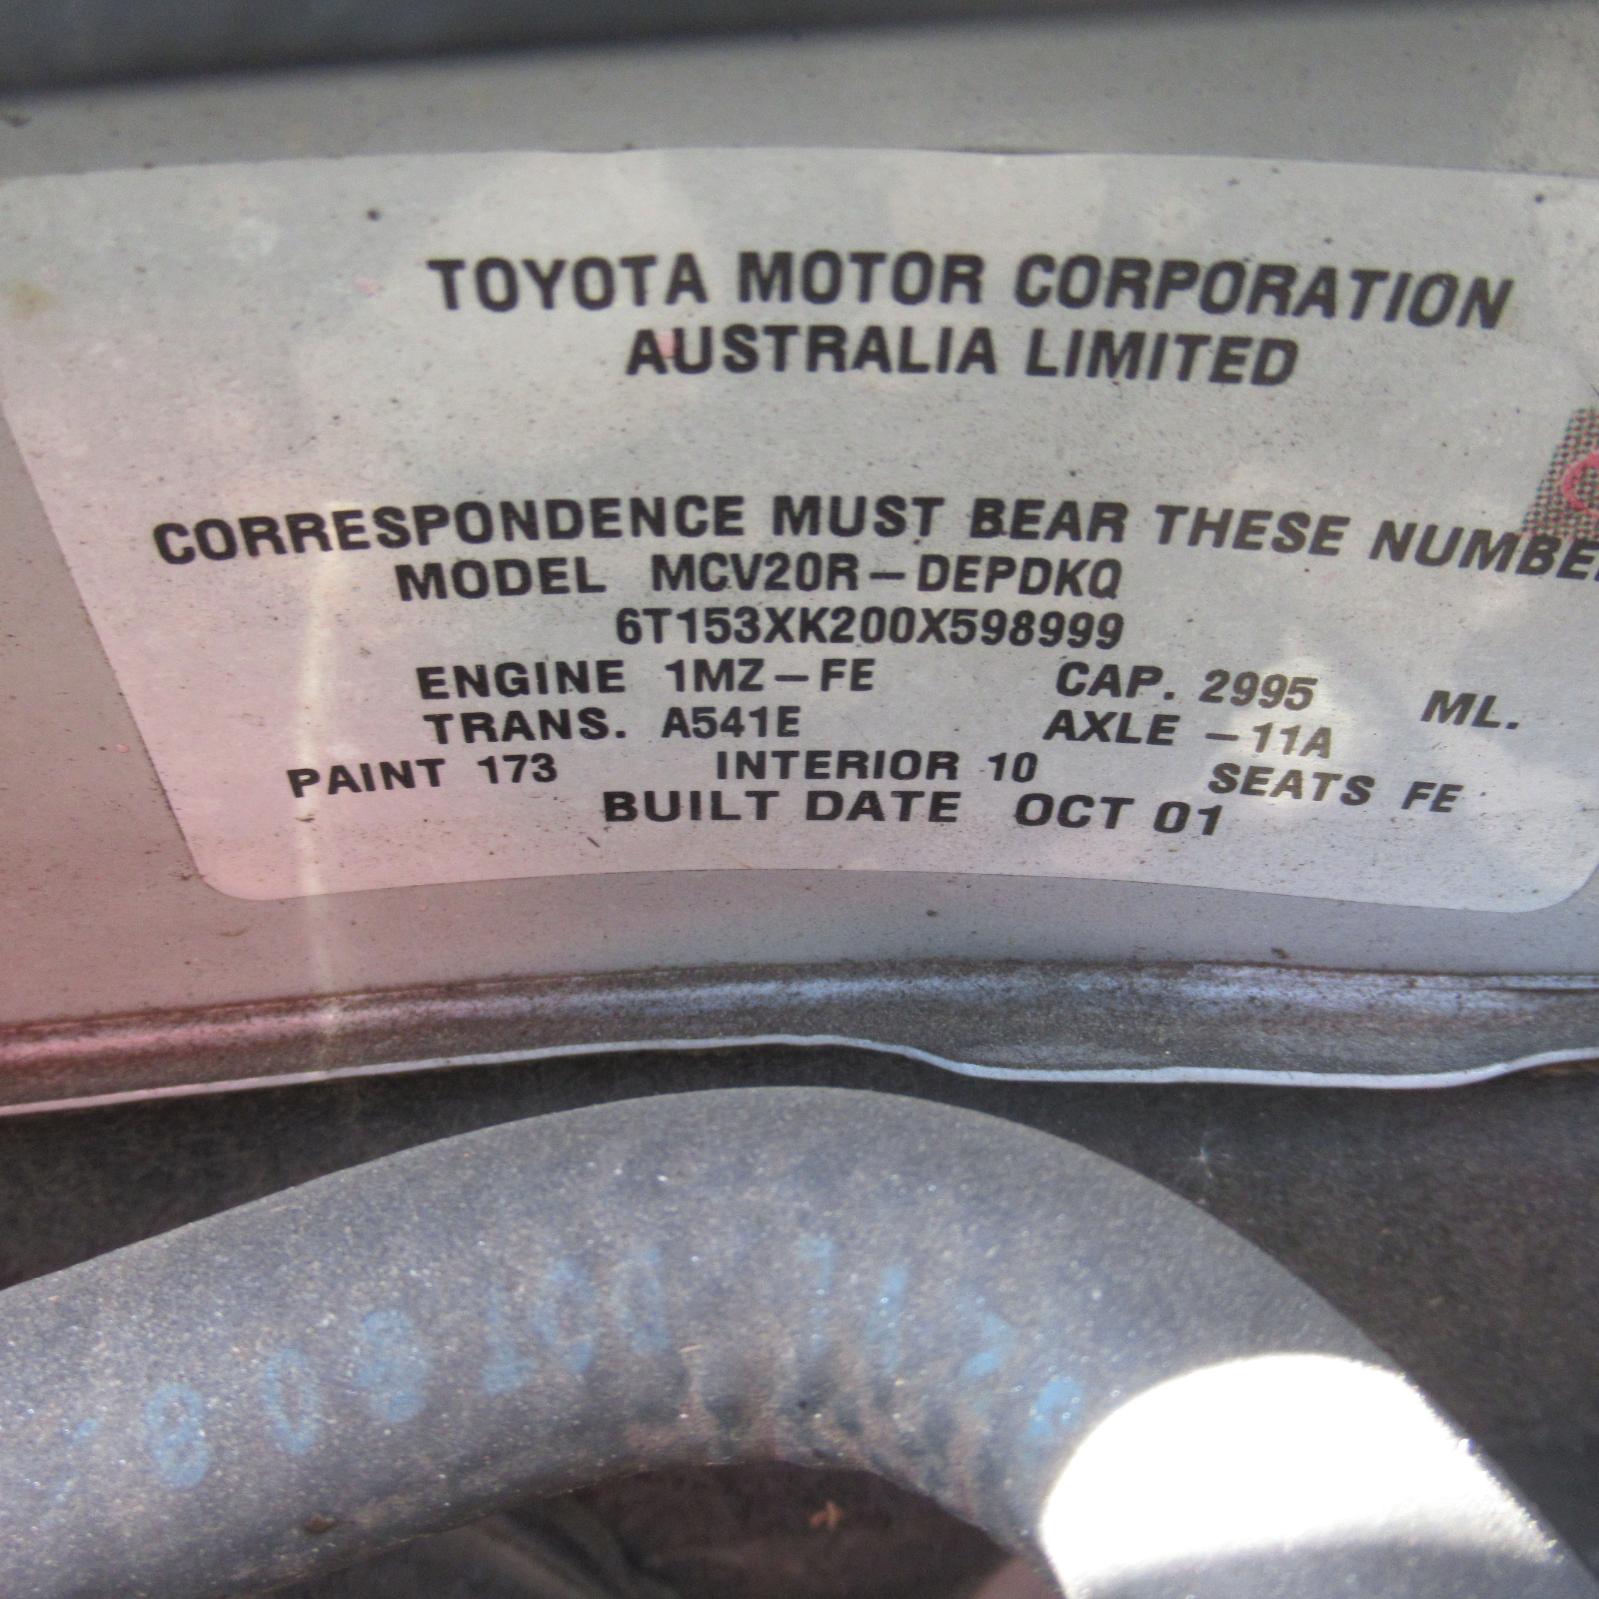 TOYOTA MOTOR CORPORATION
AUSTRALIA LIMITED
CORRESPONDENCE MUST BEAR THESE NUMBE
MODEL MCV20R-DEPDKQ
6T153XK200X598999
ENGINE 1MZ-FE CAP. 2995 ML.
TRANS. A541E AXLE -11A
PAINT 173 INTERIOR 10 SEATS FE
BUILT DATE OCT 01